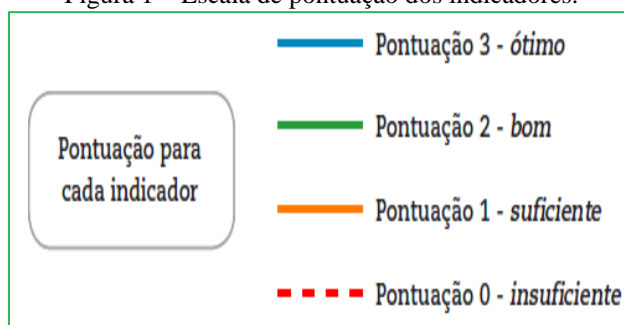 Figura 1 – Escala de pontuação dos indicadores.
Pontuação para
cada indicador
Pontuação 3 - ótimo
Pontuação 2 - bom
Pontuação 1 - suficiente
Pontuação 0 - insuficiente